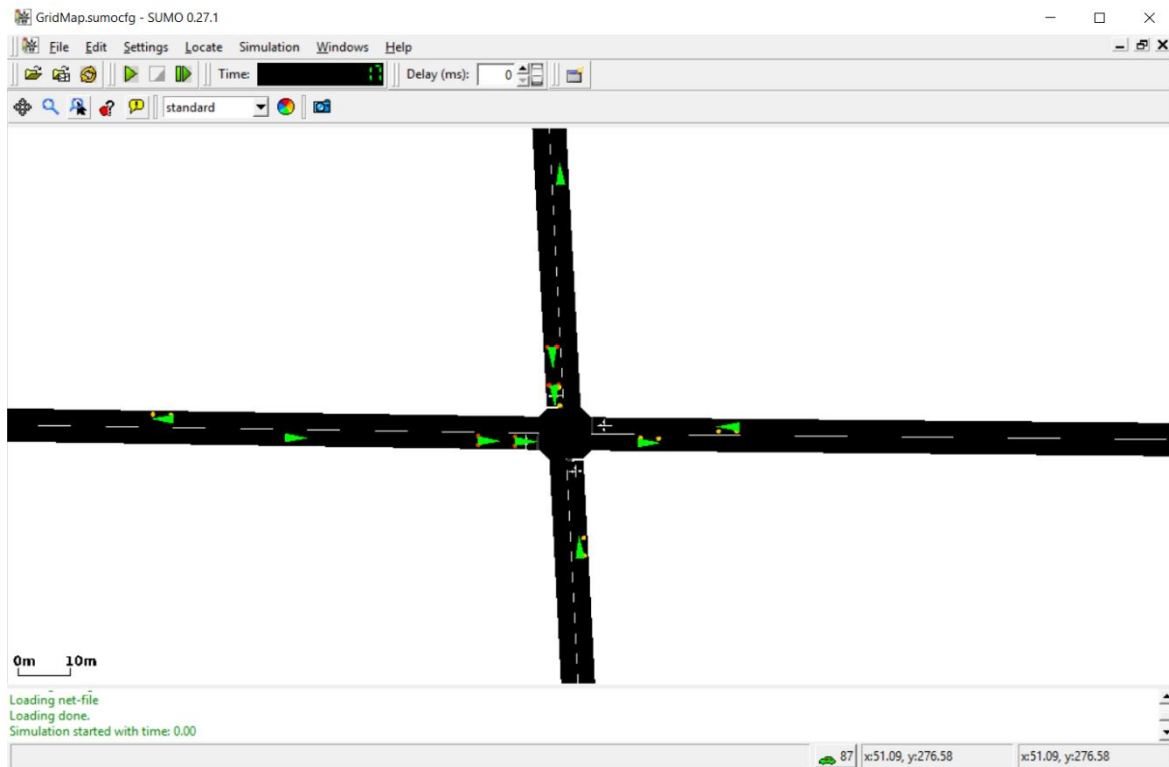 GridMap.sumocfg - SUMO 0.27.1
File Edit Settings Locate Simulation Windows Help
Time: 17 Delay (ms): 0
standard
0m 10m
Loading net-file
Loading done.
Simulation started with time: 0.00
87 x:51.09, y:276.58 x:51.09, y:276.58